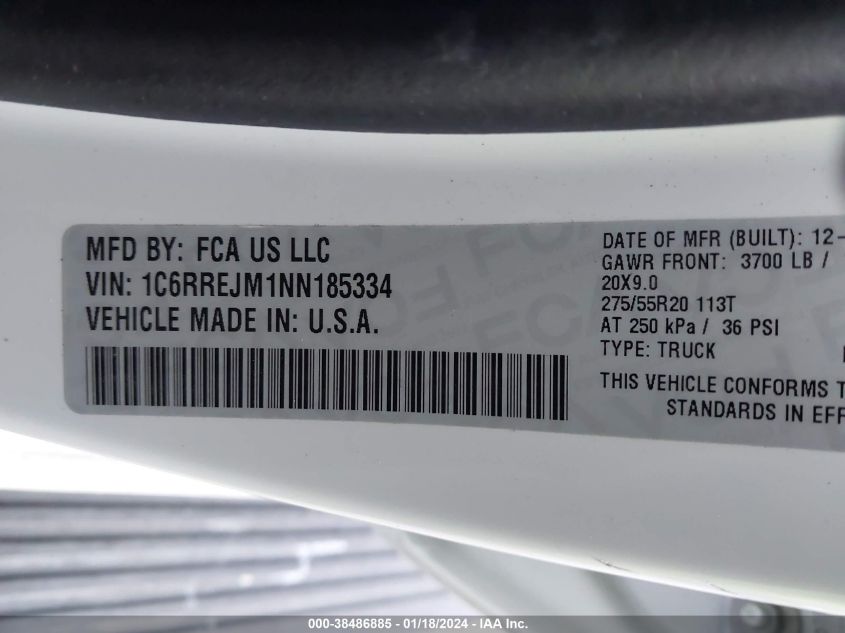 MFD BY: FCA US LLC
VIN: 1C6RREJM1NN185334
VEHICLE MADE IN: U.S.A.
DATE OF MFR (BUILT): 12-
GAWR FRONT: 3700 LB /
20X9.0
275/55R20 113T
AT 250 kPa / 36 PSI
TYPE: TRUCK
THIS VEHICLE CONFORMS T
STANDARDS IN EFF
000-38486885 - 01/18/2024 - IAA Inc.